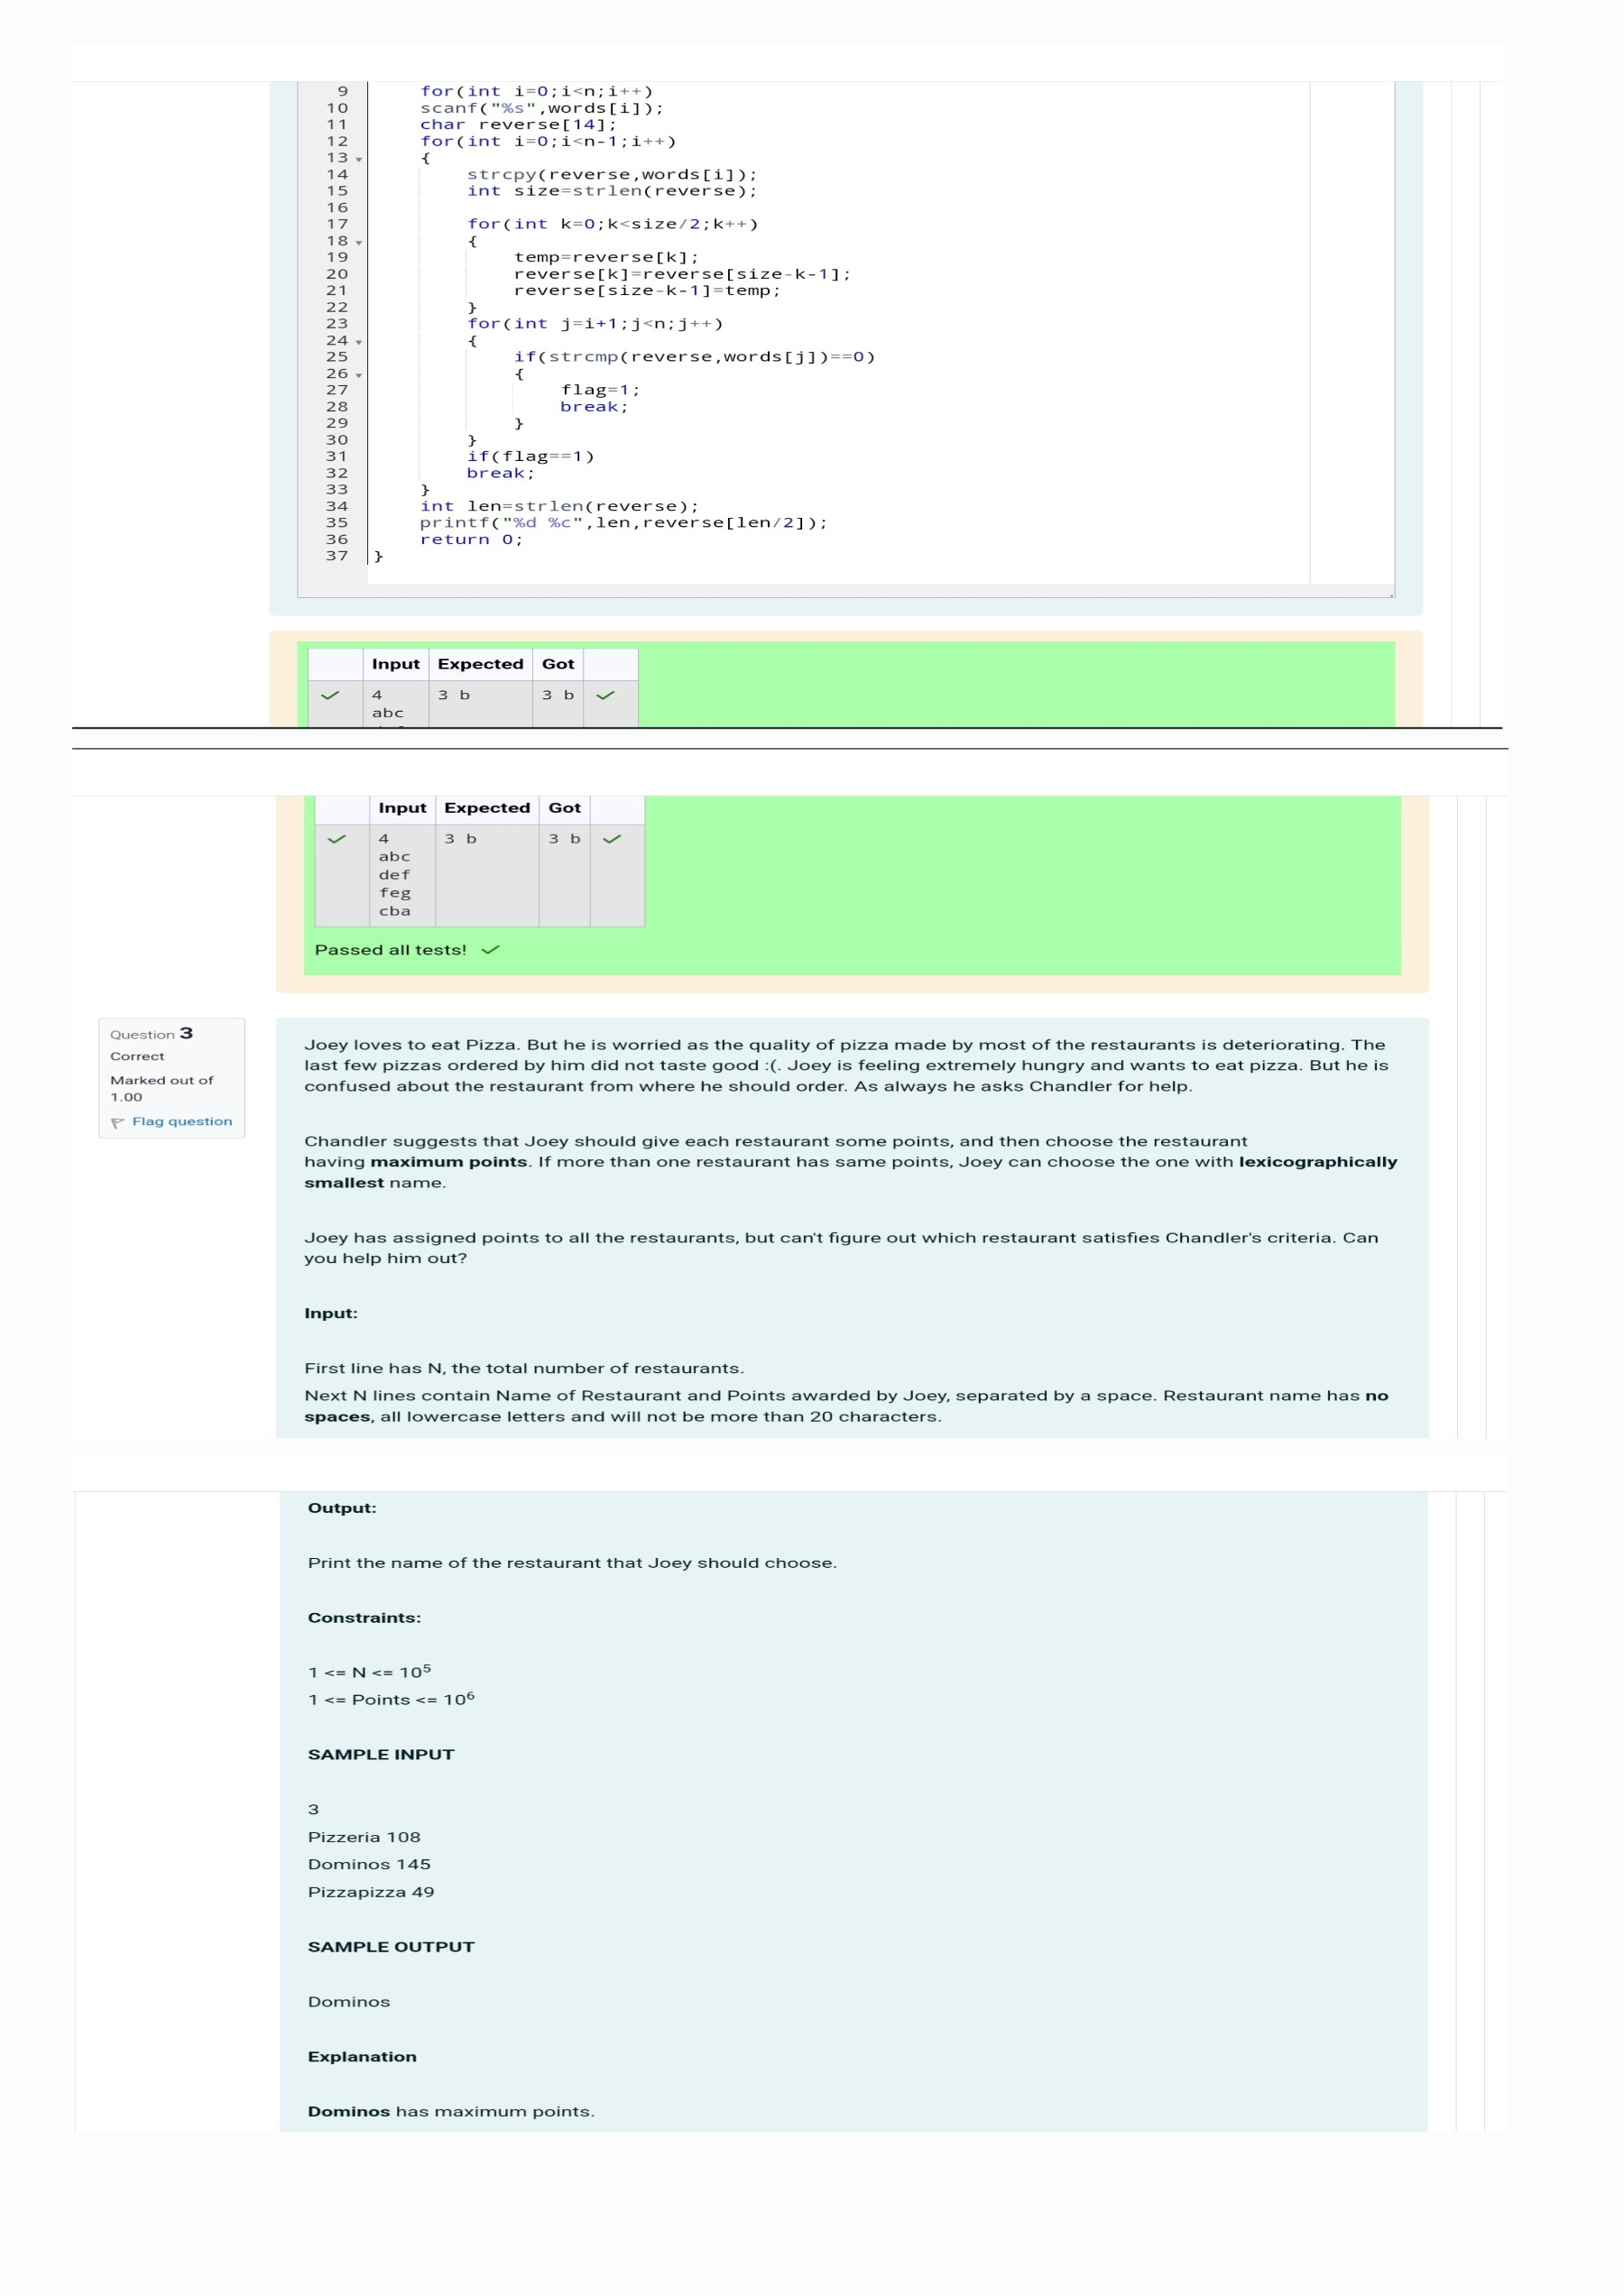 9 for(int i=0;i<n;i++)
10 scanf("%s",words[i]);
11 char reverse[14];
12 for(int i=0;i<n-1;i++)
13 {
14 strcpy(reverse,words[i]);
15 int size=strlen(reverse);
16
17 for(int k=0;k<size/2;k++)
18 {
19 temp=reverse[k];
20 reverse[k]=reverse[size-k-1];
21 reverse[size-k-1]=temp;
22 }
23 for(int j=i+1;j<n;j++)
24 {
25 if(strcmp(reverse,words[j])==0)
26 {
27 flag=1;
28 break;
29 }
30 }
31 if(flag==1)
32 break;
33 }
34 int len=strlen(reverse);
35 printf("%d %c",len,reverse[len/2]);
36 return 0;
37 }
Input Expected Got
4 3 b 3 b
abc
Input Expected Got
4 3 b 3 b
abc
def
feg
cba
Passed all tests!
Question 3
Correct
Marked out of
1.00
Flag question
Joey loves to eat Pizza. But he is worried as the quality of pizza made by most of the restaurants is deteriorating. The
last few pizzas ordered by him did not taste good :(. Joey is feeling extremely hungry and wants to eat pizza. But he is
confused about the restaurant from where he should order. As always he asks Chandler for help.
Chandler suggests that Joey should give each restaurant some points, and then choose the restaurant
having maximum points. If more than one restaurant has same points, Joey can choose the one with lexicographically
smallest name.
Joey has assigned points to all the restaurants, but can't figure out which restaurant satisfies Chandler's criteria. Can
you help him out?
Input:
First line has N, the total number of restaurants.
Next N lines contain Name of Restaurant and Points awarded by Joey, separated by a space. Restaurant name has no
spaces, all lowercase letters and will not be more than 20 characters.
Output:
Print the name of the restaurant that Joey should choose.
Constraints:
1 <= N <= 10⁵
1 <= Points <= 10⁶
SAMPLE INPUT
3
Pizzeria 108
Dominos 145
Pizzapizza 49
SAMPLE OUTPUT
Dominos
Explanation
Dominos has maximum points.